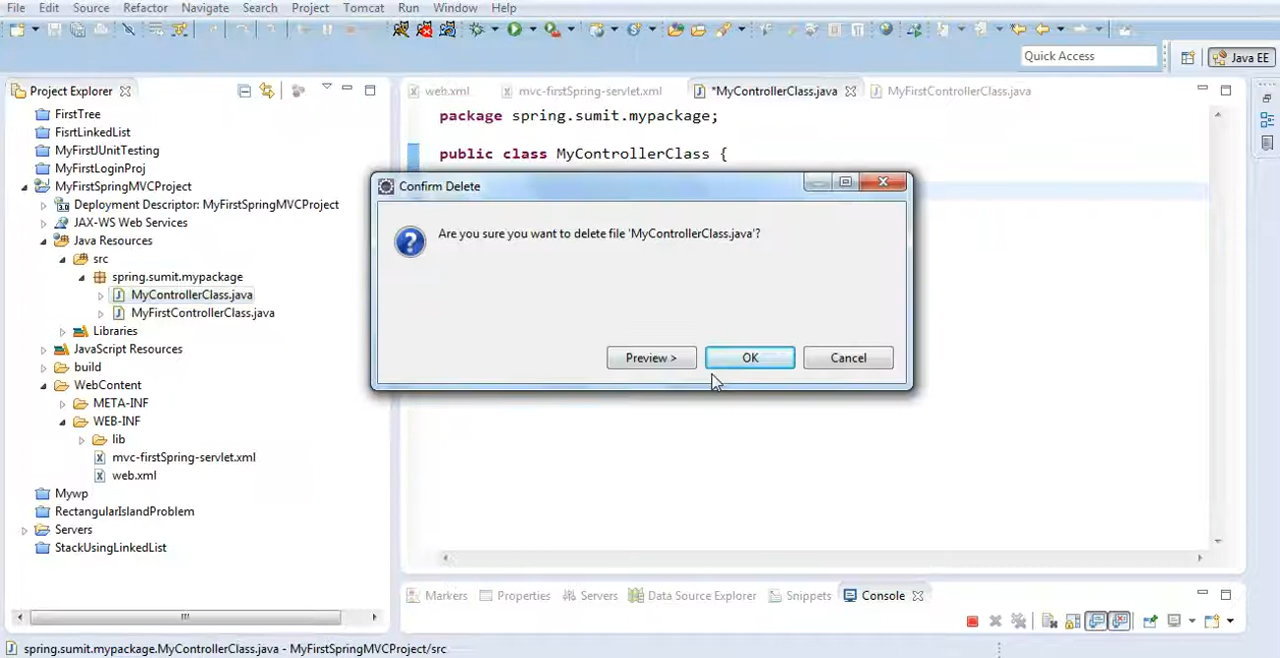 File Edit Source Refactor Navigate Search Project Tomcat Run Window Help
Quick Access
Java EE
Project Explorer
FirstTree
FisrtLinkedList
MyFirstJUnitTesting
MyFirstLoginProj
MyFirstSpringMVCProject
Deployment Descriptor: MyFirstSpringMVCProject
JAX-WS Web Services
Java Resources
src
spring.sumit.mypackage
MyControllerClass.java
MyFirstControllerClass.java
Libraries
JavaScript Resources
build
WebContent
META-INF
WEB-INF
lib
mvc-firstSpring-servlet.xml
web.xml
Mywp
RectangularIslandProblem
Servers
StackUsingLinkedList
web.xml mvc-firstSpring-servlet.xml *MyControllerClass.java MyFirstControllerClass.java
package spring.sumit.mypackage;
public class MyControllerClass {
Confirm Delete
Are you sure you want to delete file 'MyControllerClass.java'?
Preview > OK Cancel
Markers Properties Servers Data Source Explorer Snippets Console
spring.sumit.mypackage.MyControllerClass.java - MyFirstSpringMVCProject/src